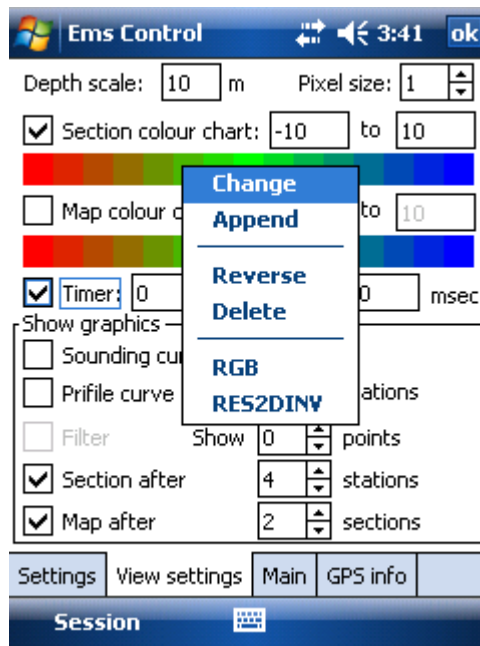 Ems Control 3:41 ok
Depth scale: 10 m Pixel size: 1
Section colour chart: -10 to 10
Change
Map colour c to 10
Append
Reverse
Timer: 0 0 msec
Delete
Show graphics
Sounding cu
RGB
Prifile curve ations
RES2DINV
Filter Show 0 points
Section after 4 stations
Map after 2 sections
Settings View settings Main GPS info
Session